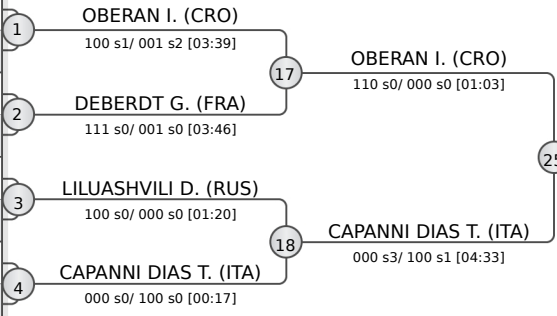 OBERAN I. (CRO)
1
100 s1/ 001 s2 [03:39]
17
OBERAN I. (CRO)
110 s0/ 000 s0 [01:03]
DEBERDT G. (FRA)
2
111 s0/ 001 s0 [03:46]
25
LILUASHVILI D. (RUS)
3
100 s0/ 000 s0 [01:20]
18
CAPANNI DIAS T. (ITA)
000 s3/ 100 s1 [04:33]
CAPANNI DIAS T. (ITA)
4
000 s0/ 100 s0 [00:17]